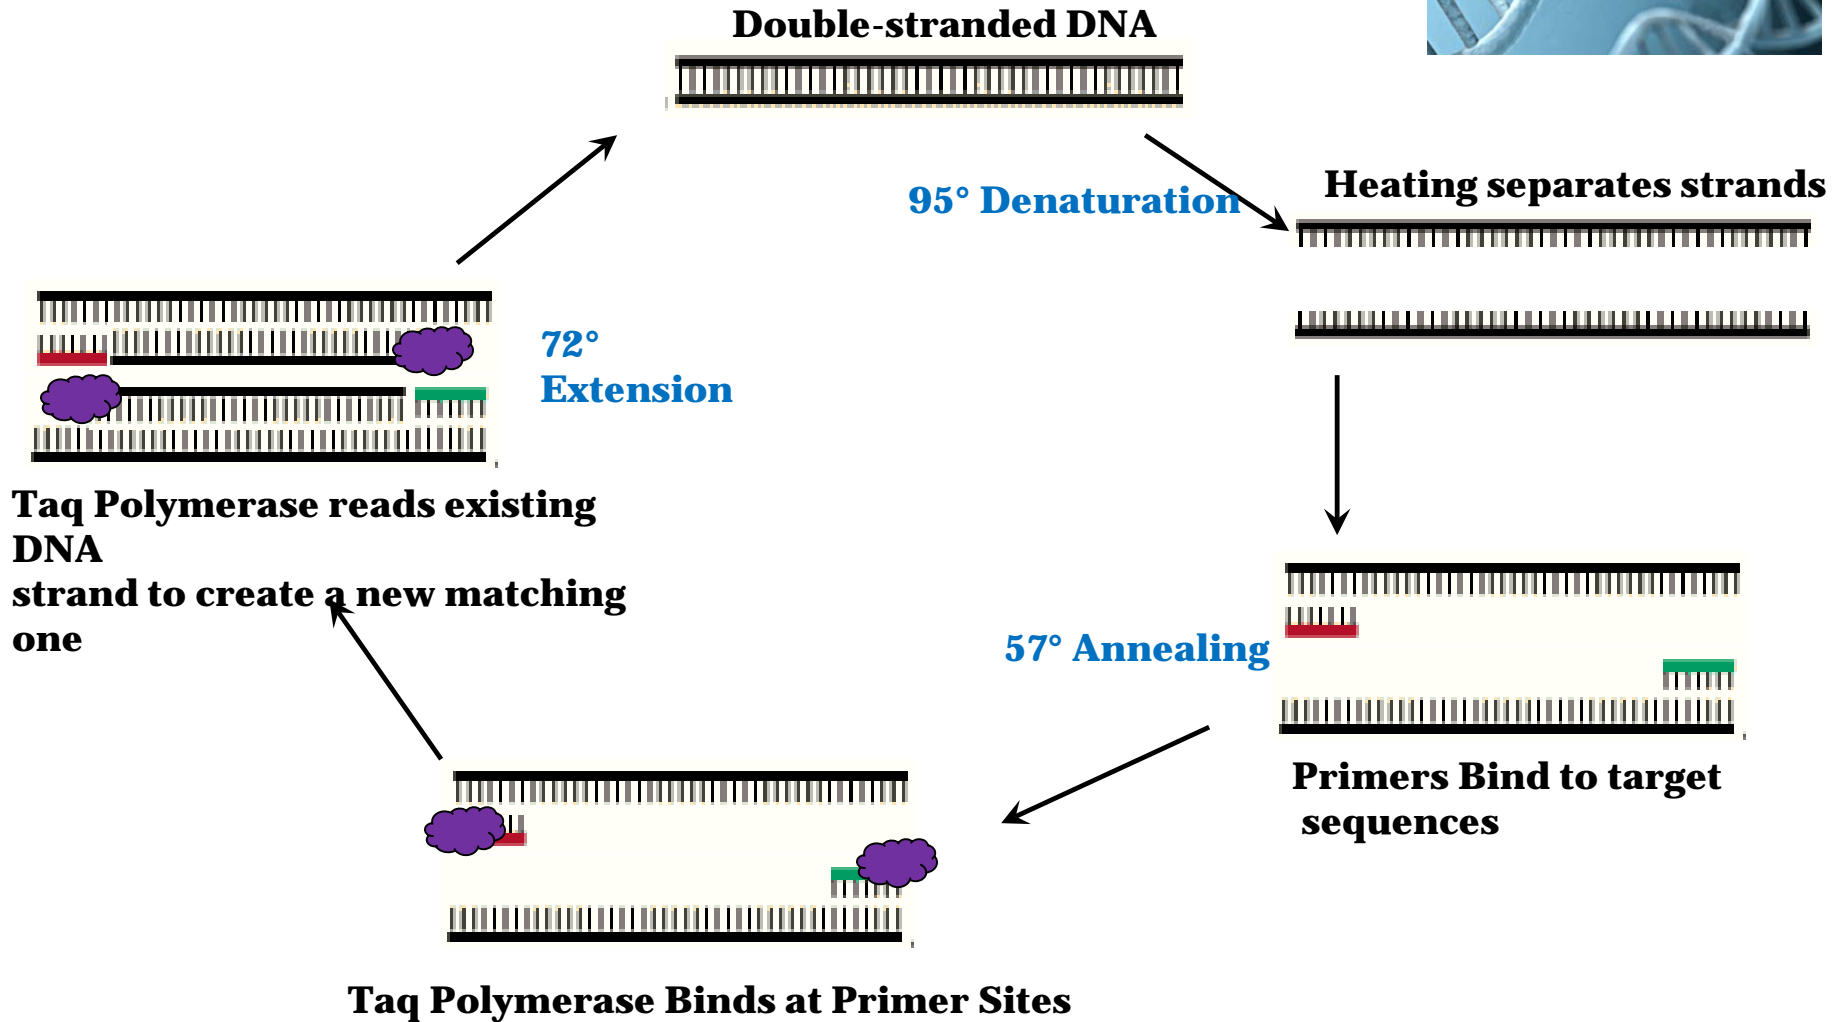 Double-stranded DNA
95° Denaturation
Heating separates strands
72°
Extension
Taq Polymerase reads existing
DNA
strand to create a new matching
one
57° Annealing
Primers Bind to target
sequences
Taq Polymerase Binds at Primer Sites